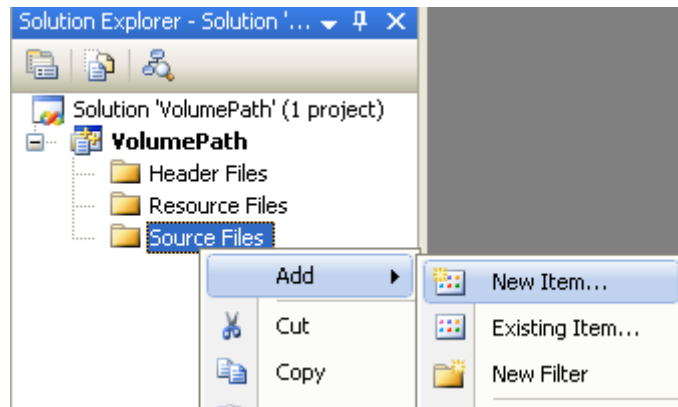 Solution Explorer - Solution '...
Solution 'VolumePath' (1 project)
VolumePath
Header Files
Resource Files
Source Files
Add
New Item...
Cut
Existing Item...
Copy
New Filter